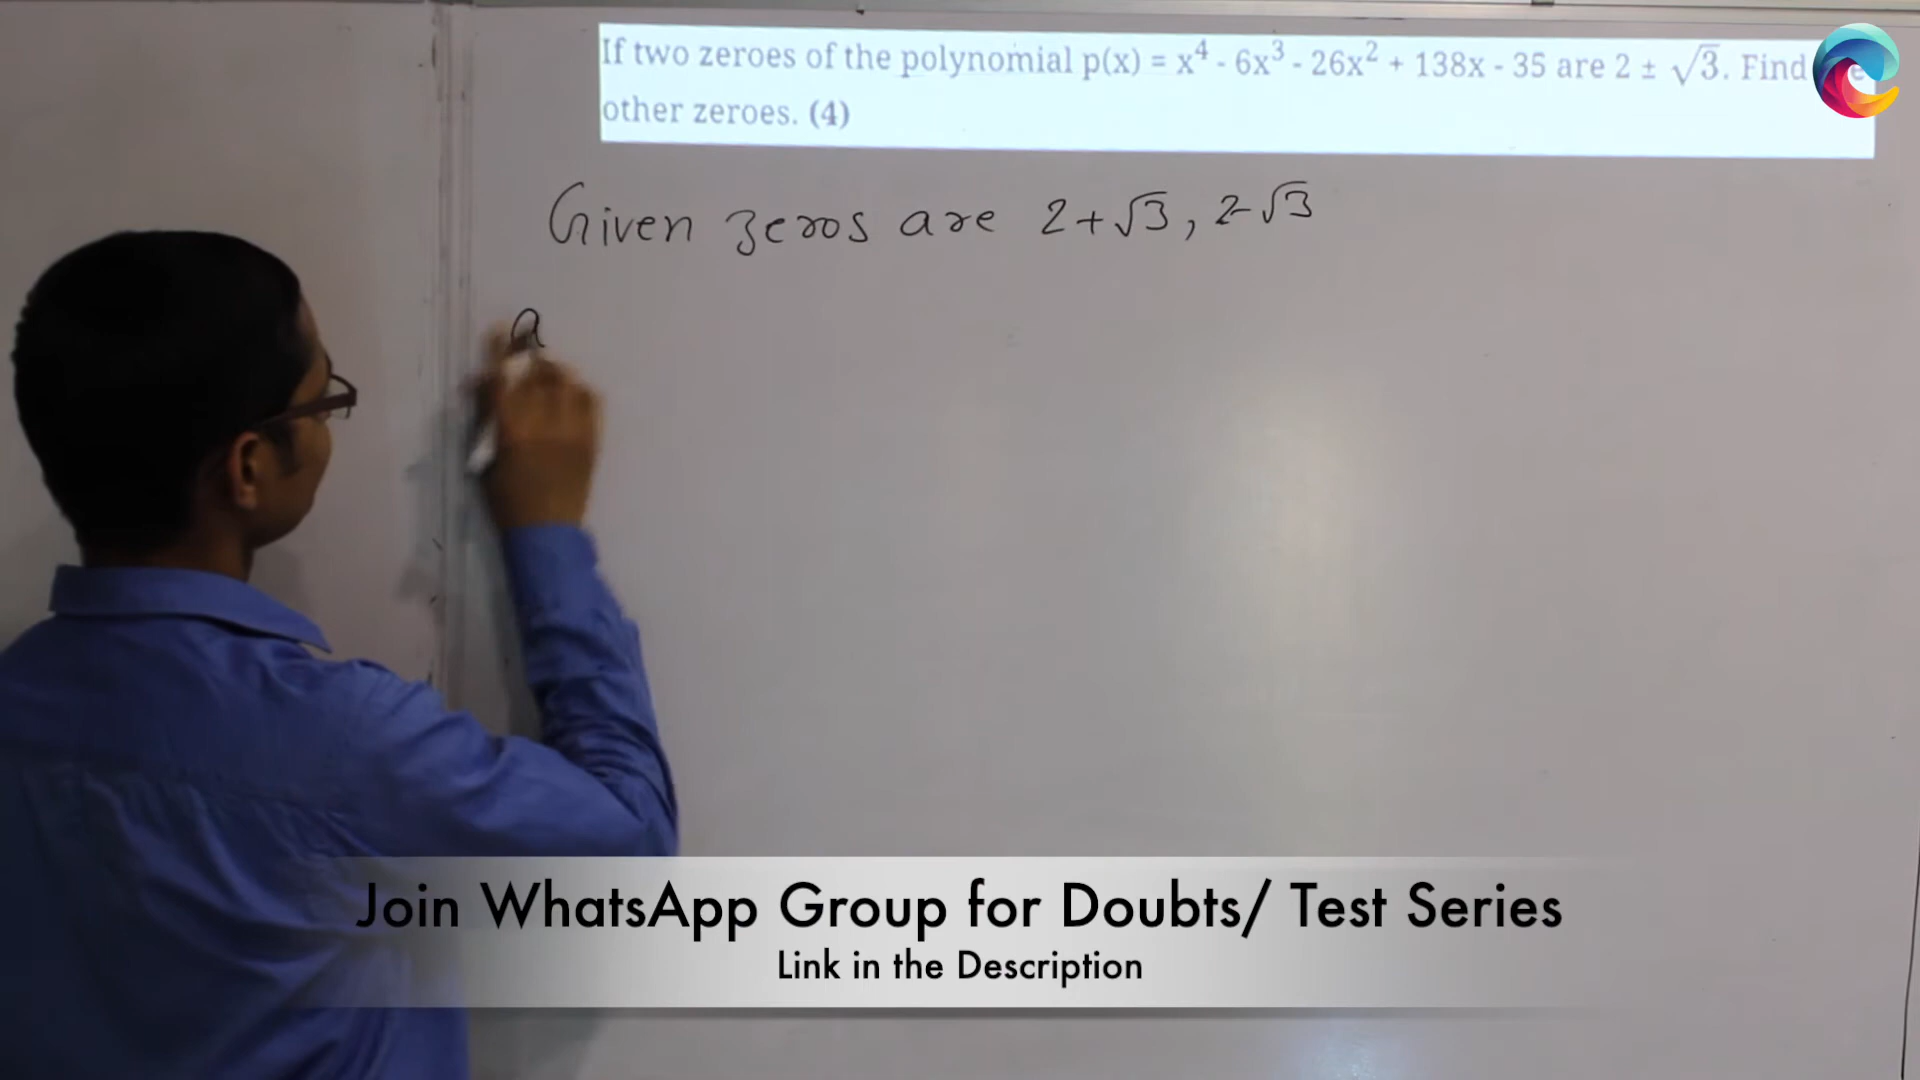 If two zeroes of the polynomial p(x) = x⁴ - 6x³ - 26x² + 138x - 35 are 2 ± √3. Find
other zeroes. (4)
Given zeros are 2+√3, 2-√3
a
Join WhatsApp Group for Doubts/ Test Series
Link in the Description